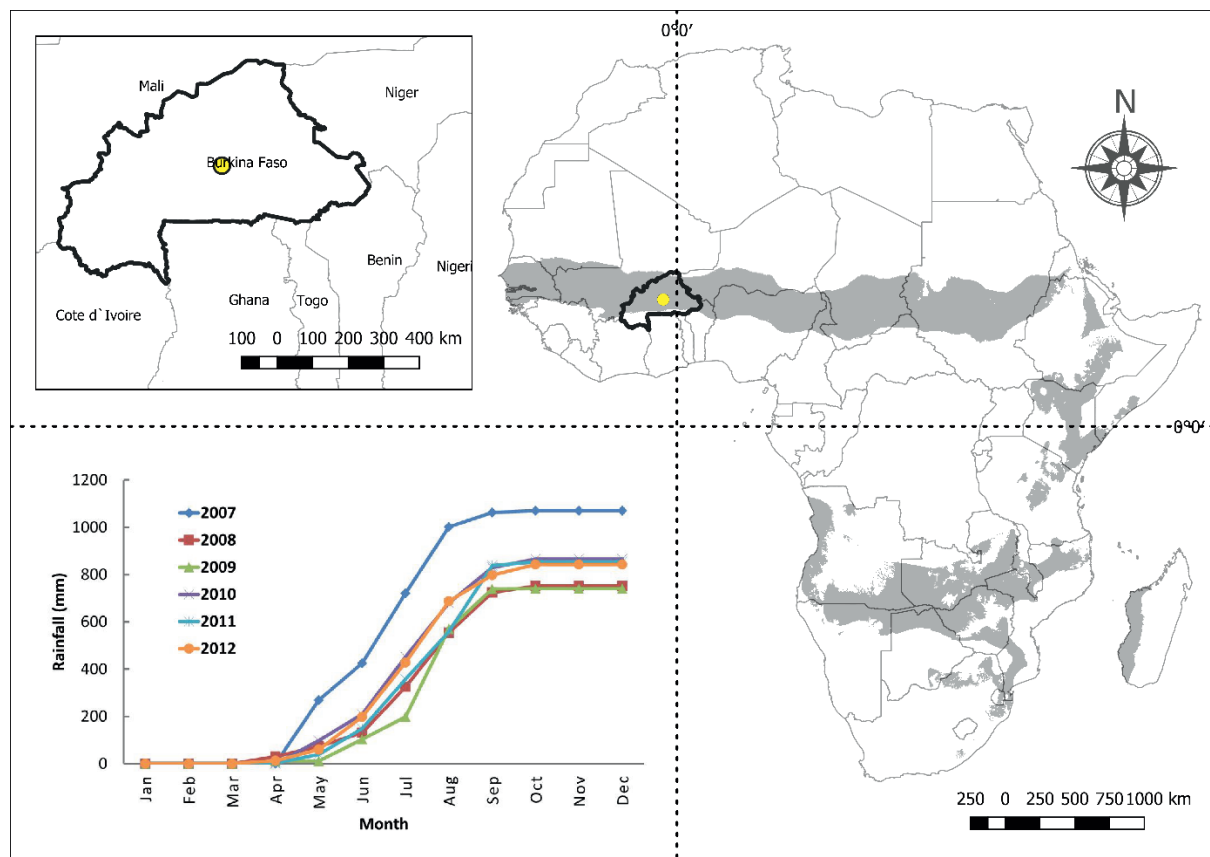 0°0′
Mali
Niger
Burkina Faso
Benin
Nigeri
Ghana
Togo
Cote d`Ivoire
100 0 100 200 300 400 km
N
0°0′
1200
1000
800
600
400
200
0
Rainfall (mm)
2007
2008
2009
2010
2011
2012
Jan
Feb
Mar
Apr
May
Jun
Jul
Aug
Sep
Oct
Nov
Dec
Month
250 0 250 500 750 1000 km